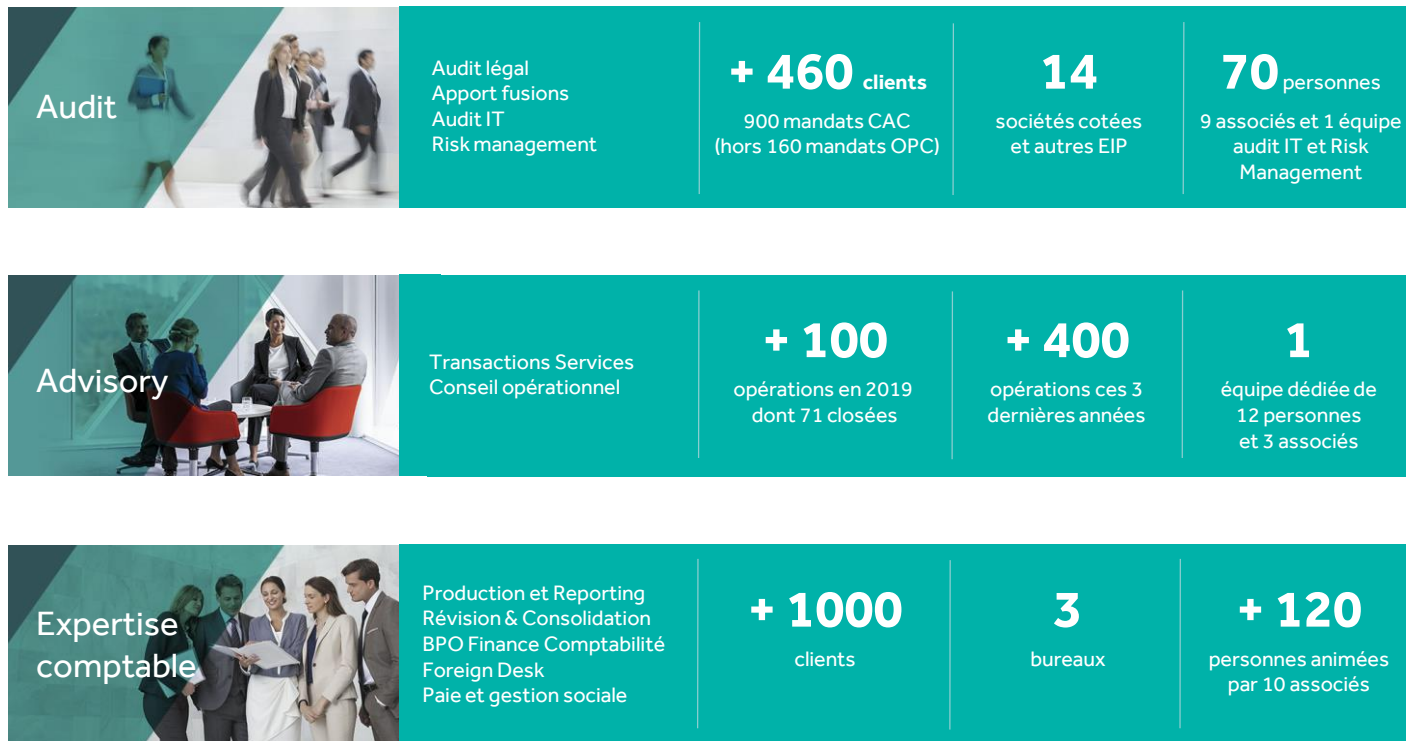 Audit
Audit légal
Apport fusions
Audit IT
Risk management
+ 460 clients
900 mandats CAC
(hors 160 mandats OPC)
14
sociétés cotées
et autres EIP
70 personnes
9 associés et 1 équipe
audit IT et Risk
Management
Advisory
Transactions Services
Conseil opérationnel
+ 100
opérations en 2019
dont 71 closées
+ 400
opérations ces 3
dernières années
1
équipe dédiée de
12 personnes
et 3 associés
Expertise
comptable
Production et Reporting
Révision & Consolidation
BPO Finance Comptabilité
Foreign Desk
Paie et gestion sociale
+ 1000
clients
3
bureaux
+ 120
personnes animées
par 10 associés